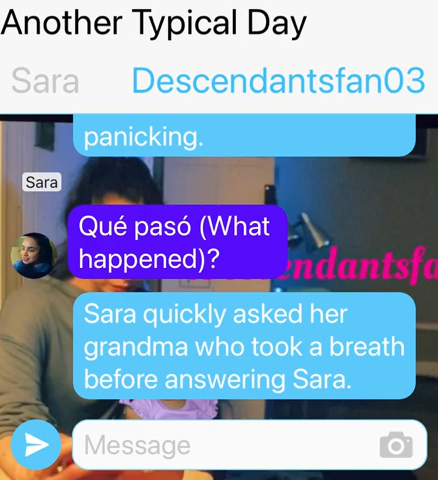 Another Typical Day
Sara Descendantsfan03
panicking.
Sara
Qué pasó (What
happened)?
endantsfa
Sara quickly asked her
grandma who took a breath
before answering Sara.
Message